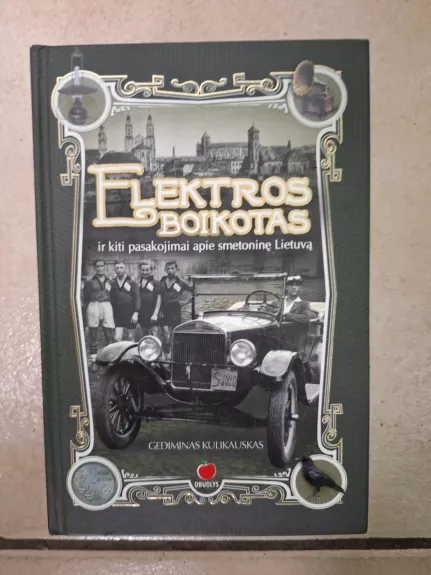 ELEKTROS
BOIKOTAS
ir kiti pasakojimai apie smetoninę Lietuvą
GEDIMINAS KULIKAUSKAS
OBUOLYS